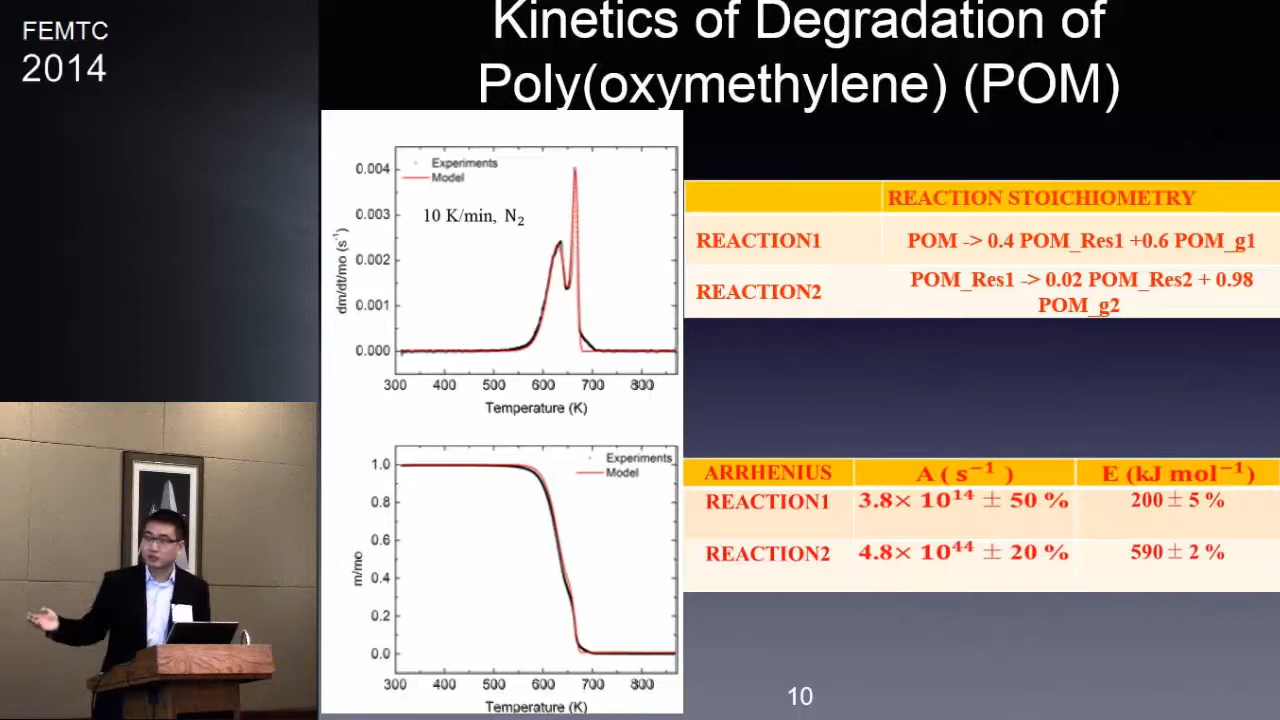 FEMTC
2014
Kinetics of Degradation of
Poly(oxymethylene) (POM)
Experiments
Model
10 K/min, N₂
dm/dt/mo (s⁻¹)
0.004
0.003
0.002
0.001
0.000
300 400 500 600 700 800
Temperature (K)
Experiments
Model
m/mo
1.0
0.8
0.6
0.4
0.2
0.0
300 400 500 600 700 800
Temperature (K)
REACTION STOICHIOMETRY
REACTION1 POM -> 0.4 POM_Res1 +0.6 POM_g1
REACTION2 POM_Res1 -> 0.02 POM_Res2 + 0.98
POM_g2
ARRHENIUS A ( s⁻¹ ) E (kJ mol⁻¹)
REACTION1 3.8× 10¹⁴ ± 50 % 200 ± 5 %
REACTION2 4.8× 10⁴⁴ ± 20 % 590 ± 2 %
10